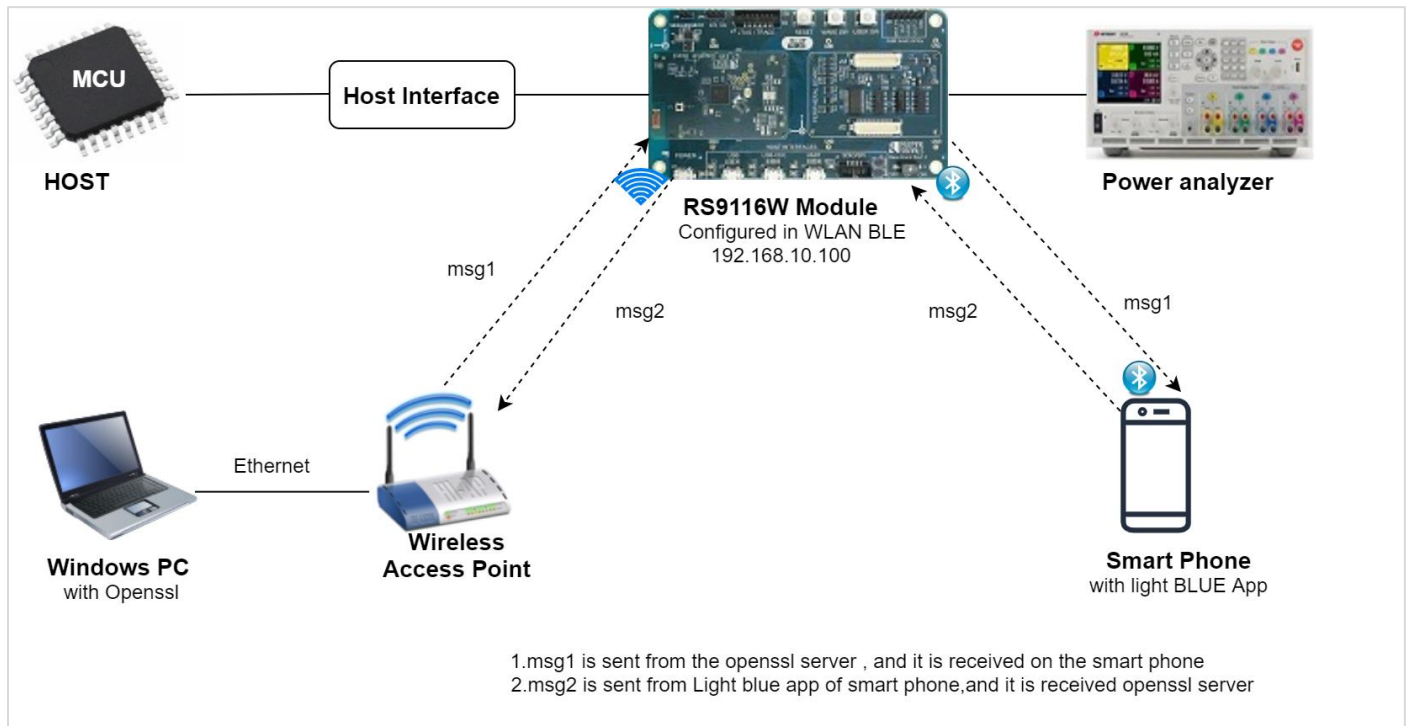 MCU
HOST
Host Interface
RS9116W Module
Configured in WLAN BLE
192.168.10.100
Power analyzer
msg1
msg2
msg2
msg1
Ethernet
Windows PC
with Openssl
Wireless
Access Point
Smart Phone
with light BLUE App
1.msg1 is sent from the openssl server , and it is received on the smart phone
2.msg2 is sent from Light blue app of smart phone,and it is received openssl server